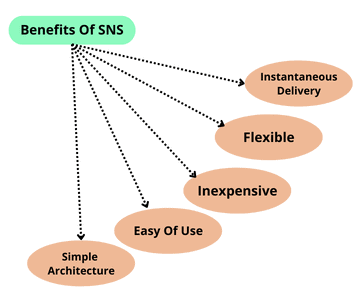 Benefits Of SNS
Instantaneous
Delivery
Flexible
Inexpensive
Easy Of Use
Simple
Architecture